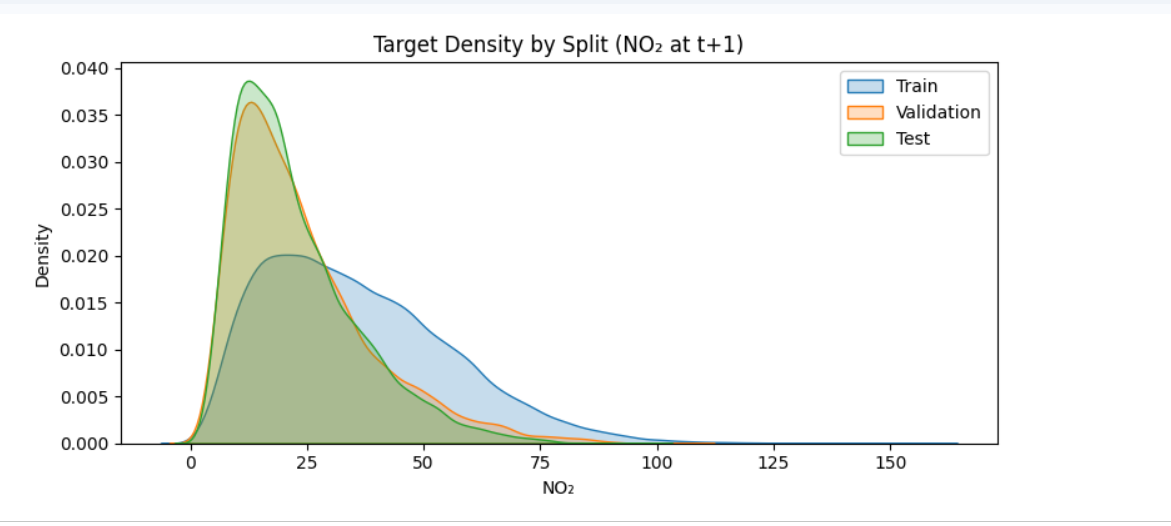 Target Density by Split (NO₂ at t+1)
Train
Validation
Test
0.040
0.035
0.030
0.025
0.020
0.015
0.010
0.005
0.000
Density
0 25 50 75 100 125 150
NO₂